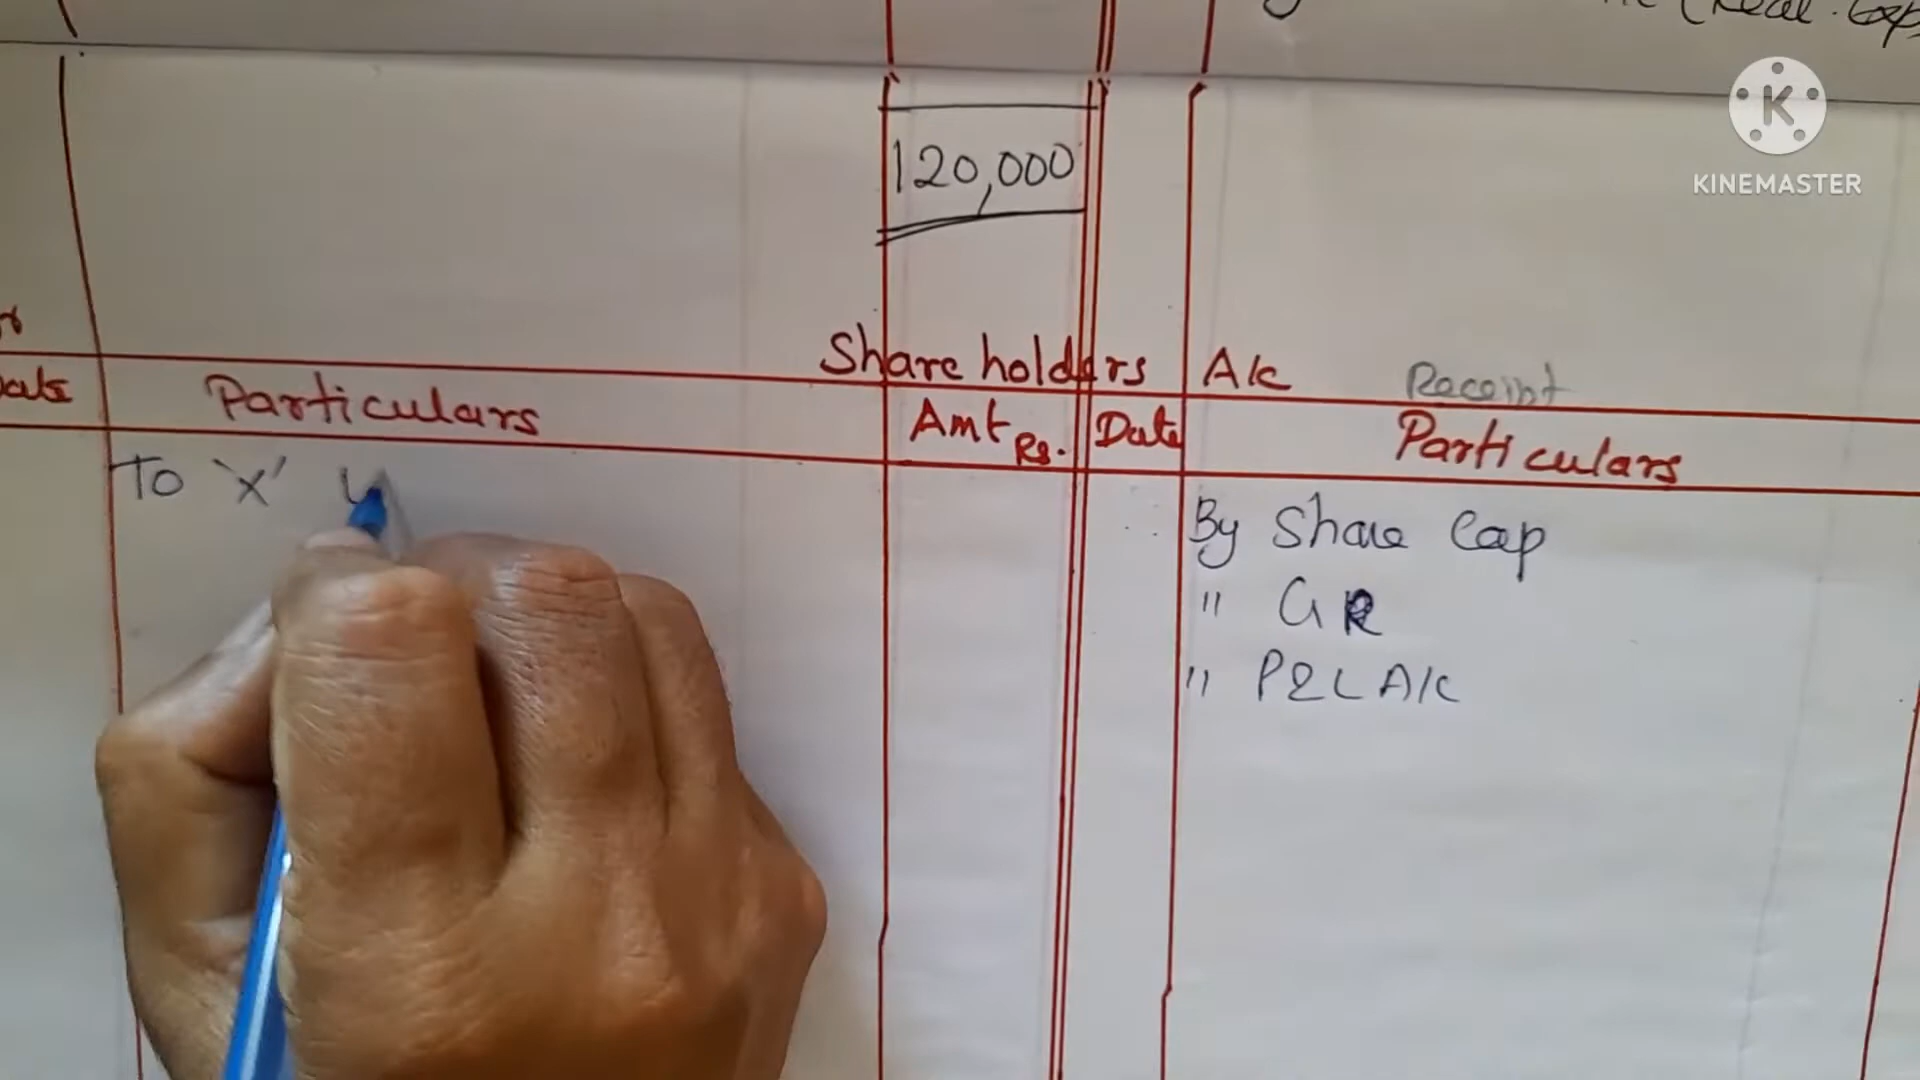 KINEMASTER
120,000
Share holders A/c Receipt
Particulars Amt Rs. Date Particulars
To 'X' By Share Cap
" GR
" P&L A/c